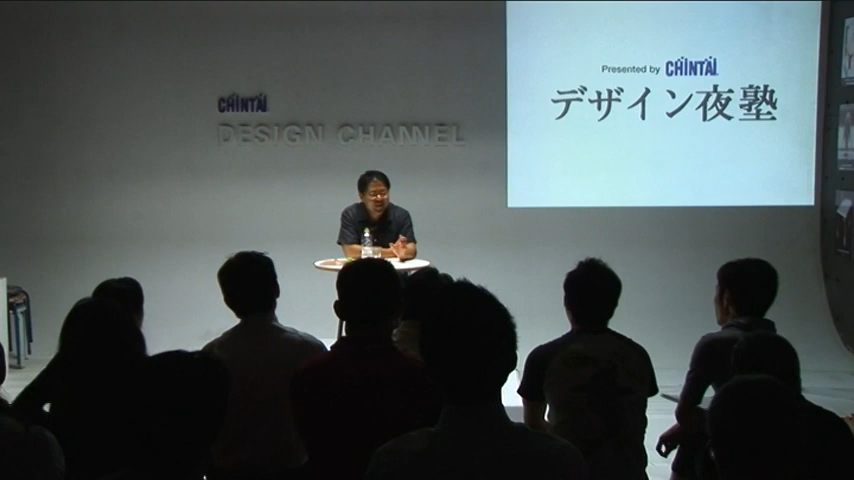 CHINTAI
DESIGN CHANNEL
Presented by CHINTAI
デザイン夜塾